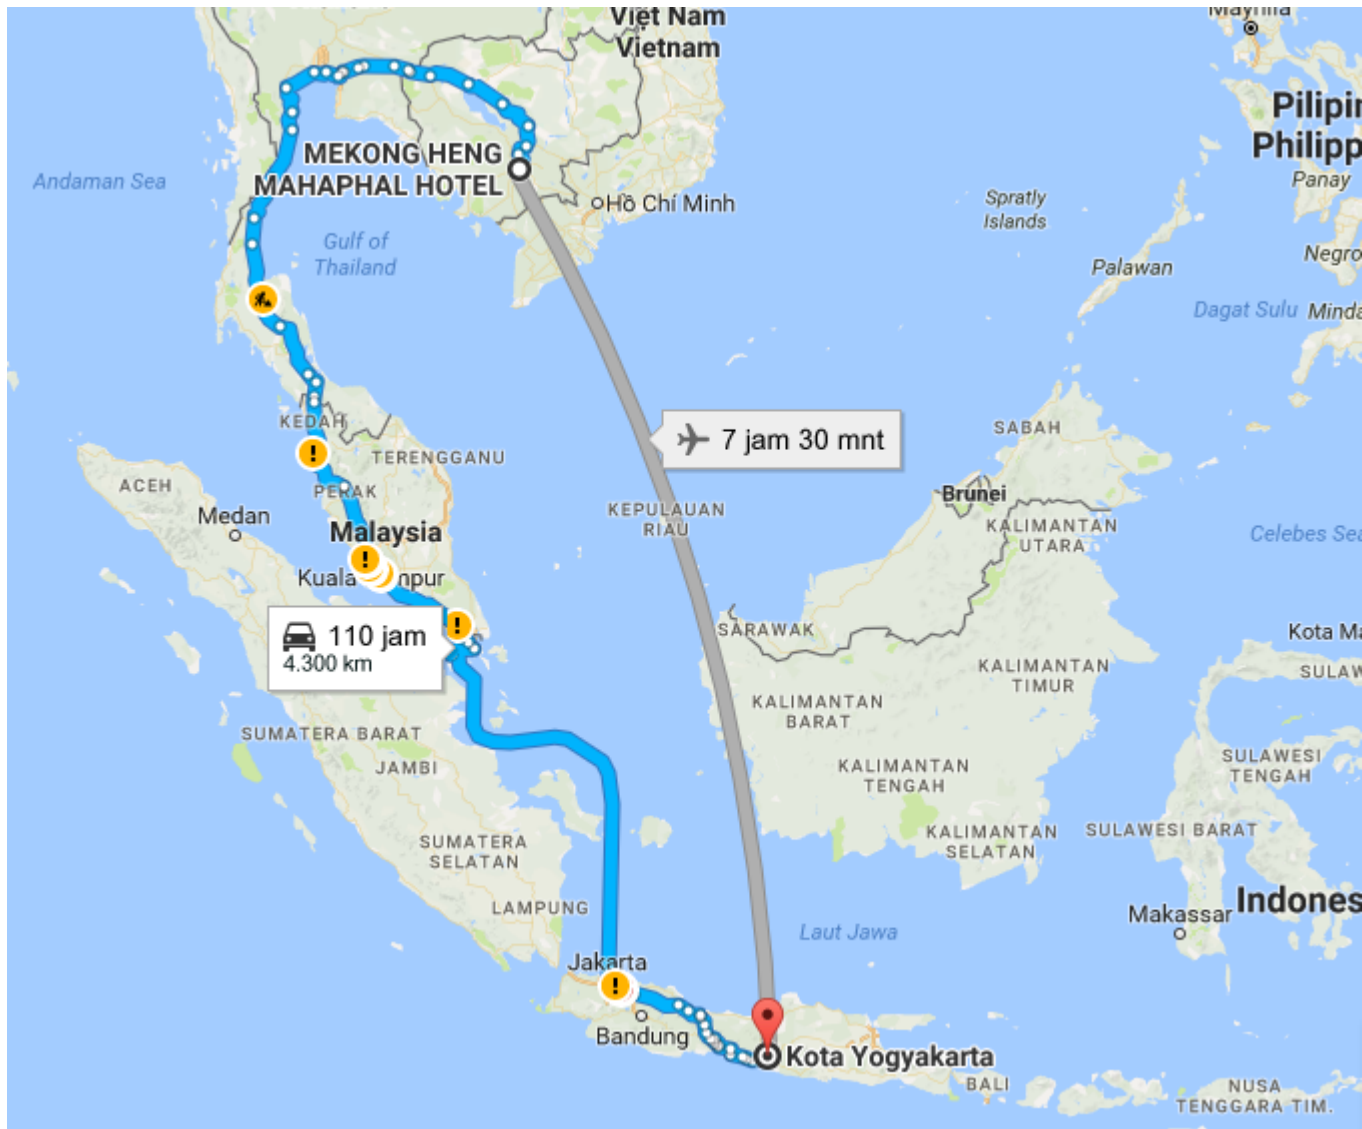 Việt Nam
Vietnam
Maynila
Pilipin
Philipp
Panay
MEKONG HENG
MAHAPHAL HOTEL
Andaman Sea
Hồ Chí Minh
Spratly
Islands
Gulf of
Thailand
Palawan
Negro
Dagat Sulu
Minda
KEDAH
SABAH
7 jam 30 mnt
TERENGGANU
ACEH
PERAK
Brunei
KEPULAUAN
RIAU
Medan
Malaysia
KALIMANTAN
UTARA
Celebes Sea
Kuala
mpur
110 jam
4.300 km
SARAWAK
Kota Ma
KALIMANTAN
TIMUR
SULAW
KALIMANTAN
BARAT
SUMATERA BARAT
JAMBI
KALIMANTAN
TENGAH
SULAWESI
TENGAH
SUMATERA
SELATAN
KALIMANTAN
SELATAN
SULAWESI BARAT
LAMPUNG
Indones
Makassar
Laut Jawa
Jakarta
Bandung
Kota Yogyakarta
BALI
NUSA
TENGGARA TIM.